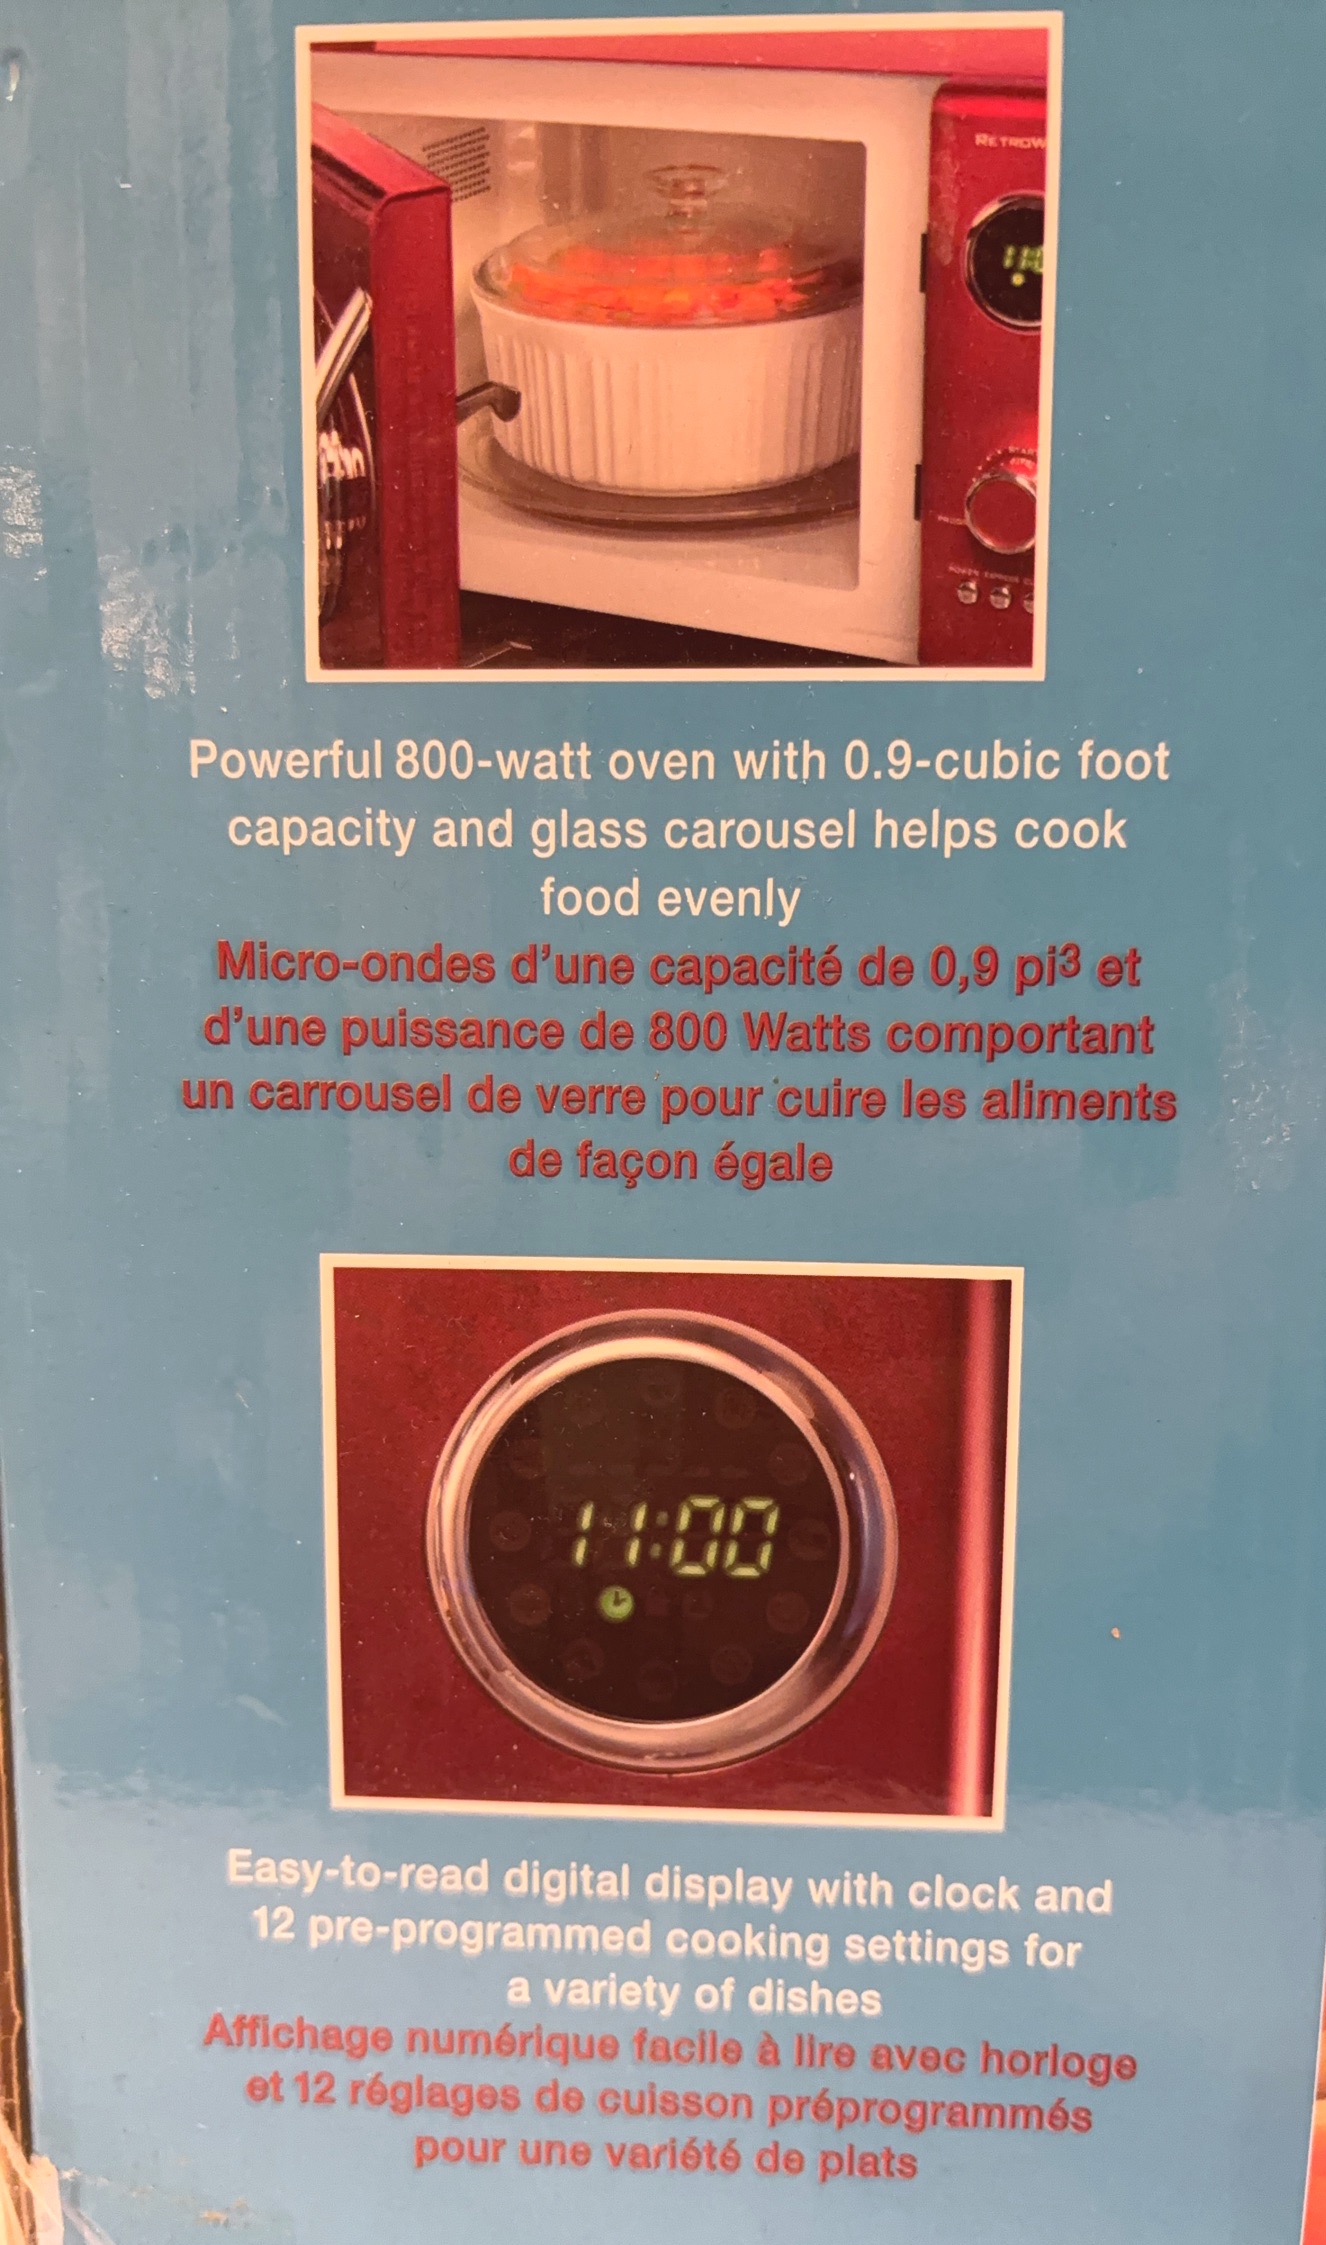 11:00
Powerful 800-watt oven with 0.9-cubic foot
capacity and glass carousel helps cook
food evenly
Micro-ondes d’une capacité de 0,9 pi³ et
d’une puissance de 800 Watts comportant
un carrousel de verre pour cuire les aliments
de façon égale
11:00
Easy-to-read digital display with clock and
12 pre-programmed cooking settings for
a variety of dishes
Affichage numérique facile à lire avec horloge
et 12 réglages de cuisson préprogrammés
pour une variété de plats